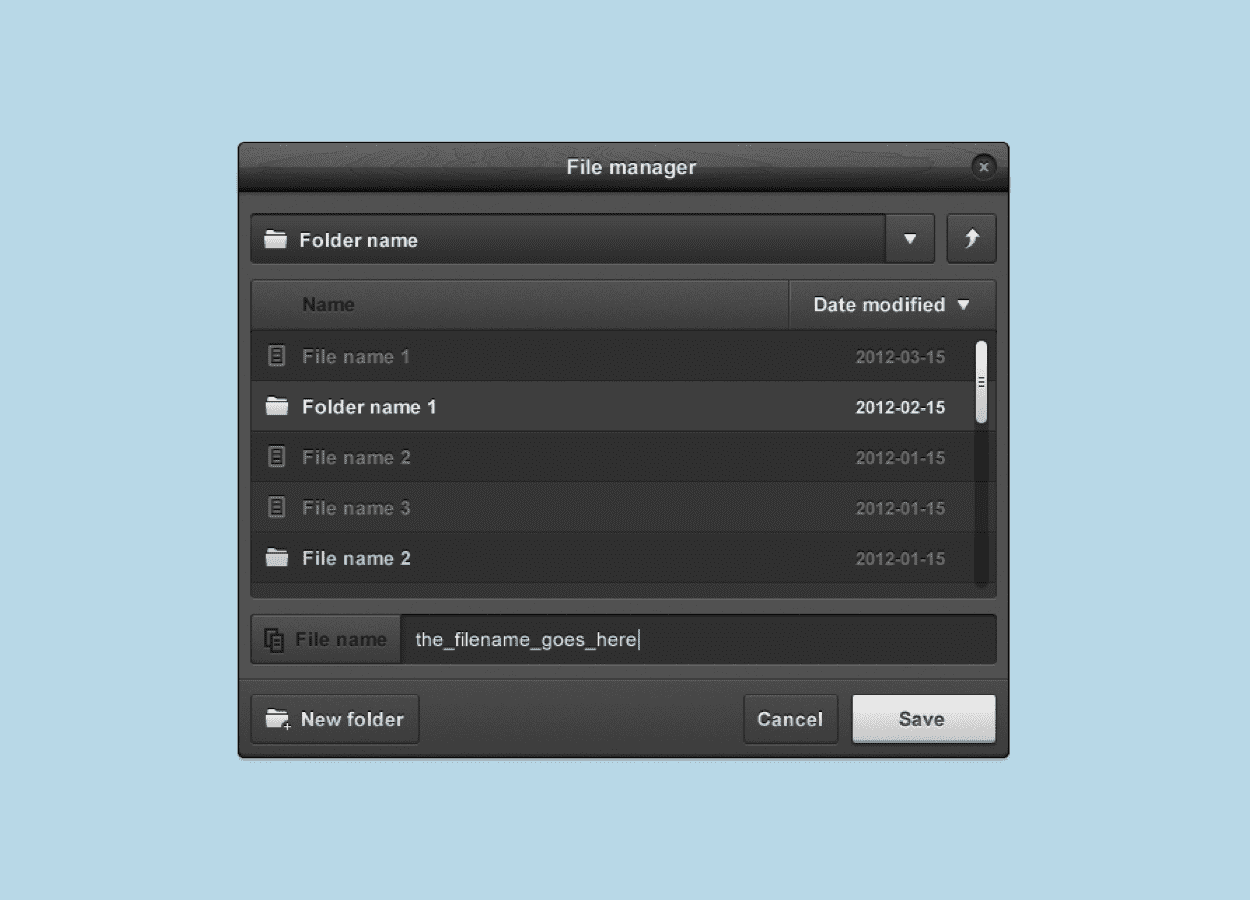 File manager
Folder name
Name Date modified
File name 1 2012-03-15
Folder name 1 2012-02-15
File name 2 2012-01-15
File name 3 2012-01-15
File name 2 2012-01-15
File name the_filename_goes_here
New folder Cancel Save